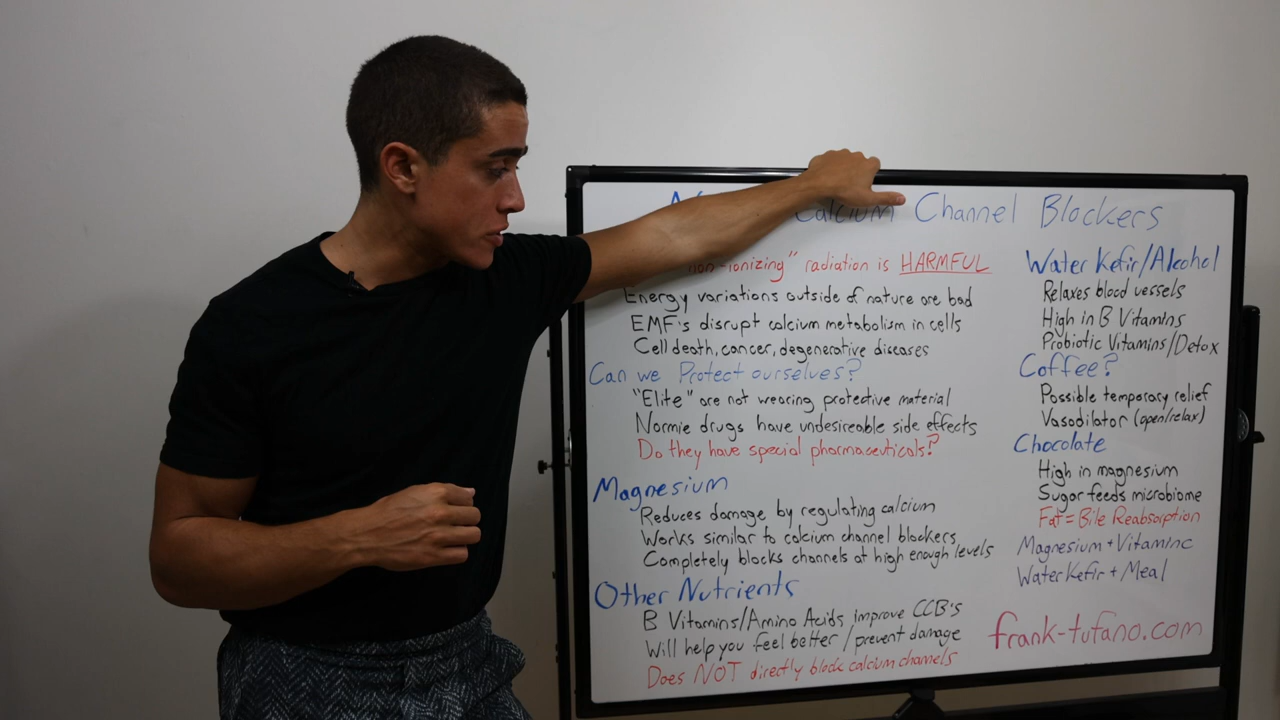 Calcium Channel Blockers
"non-ionizing" radiation is HARMFUL
Energy variations outside of nature are bad
EMF's disrupt calcium metabolism in cells
Cell death, cancer, degenerative diseases
Can we Protect ourselves?
"Elite" are not wearing protective material
Normie drugs have undesireable side effects
Do they have special pharmaceuticals?
Magnesium
Reduces damage by regulating calcium
Works similar to calcium channel blockers
Completely blocks channels at high enough levels
Other Nutrients
B Vitamins/Amino Acids improve CCB's
Will help you feel better/prevent damage
Does NOT directly block calcium channels
Water Kefir/Alcohol
Relaxes blood vessels
High in B Vitamins
Probiotic Vitamins/Detox
Coffee?
Possible temporary relief
Vasodilator (open/relax)
Chocolate
High in magnesium
Sugar feeds microbiome
Fat = Bile Reabsorption
Magnesium + Vitamin C
Water Kefir + Meal
frank-tufano.com